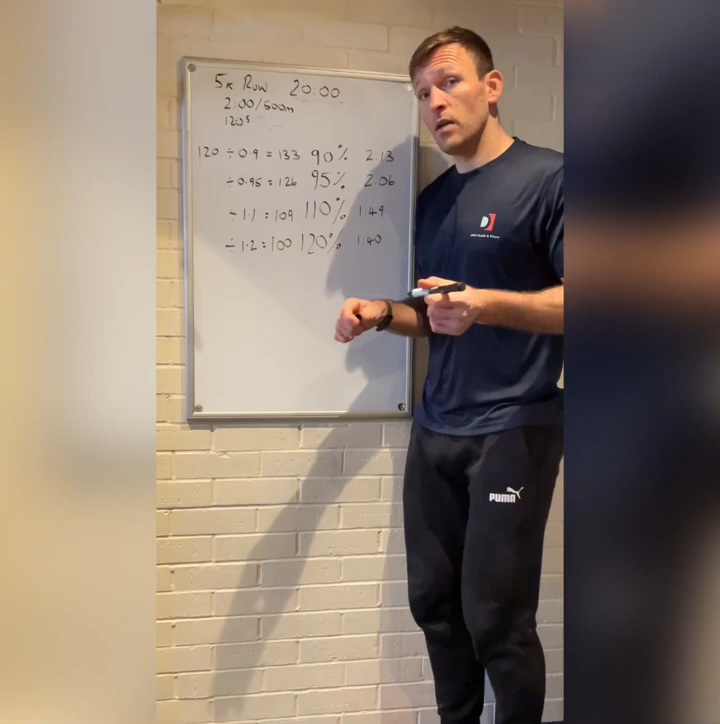 5K ROW 20:00
2:00/500m
120s
120 ÷ 0.9 = 133 90% 2:13
÷ 0.95 = 126 95% 2:06
÷ 1.1 = 109 110% 1:49
÷ 1.2 = 100 120% 1:40
PUMA